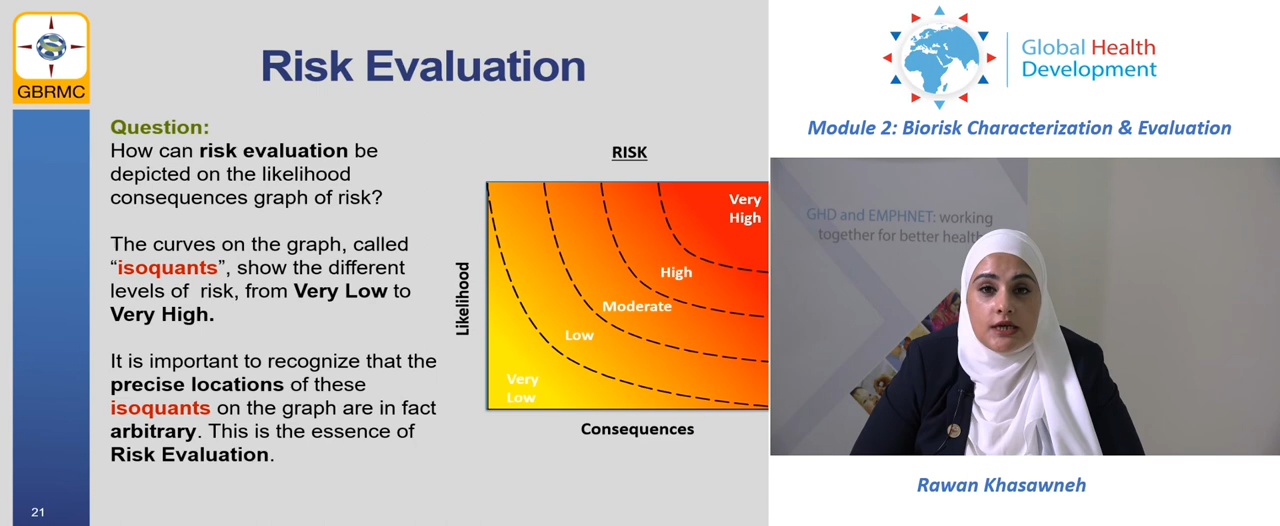 GBRMC
Risk Evaluation
Question:
How can risk evaluation be
depicted on the likelihood
consequences graph of risk?
The curves on the graph, called
“isoquants”, show the different
levels of risk, from Very Low to
Very High.
It is important to recognize that the
precise locations of these
isoquants on the graph are in fact
arbitrary. This is the essence of
Risk Evaluation.
21
RISK
Likelihood
Very
High
High
Moderate
Low
Very
Low
Consequences
Global Health
Development
Module 2: Biorisk Characterization & Evaluation
GHD and EMPHNET: working
together for better health
Rawan Khasawneh